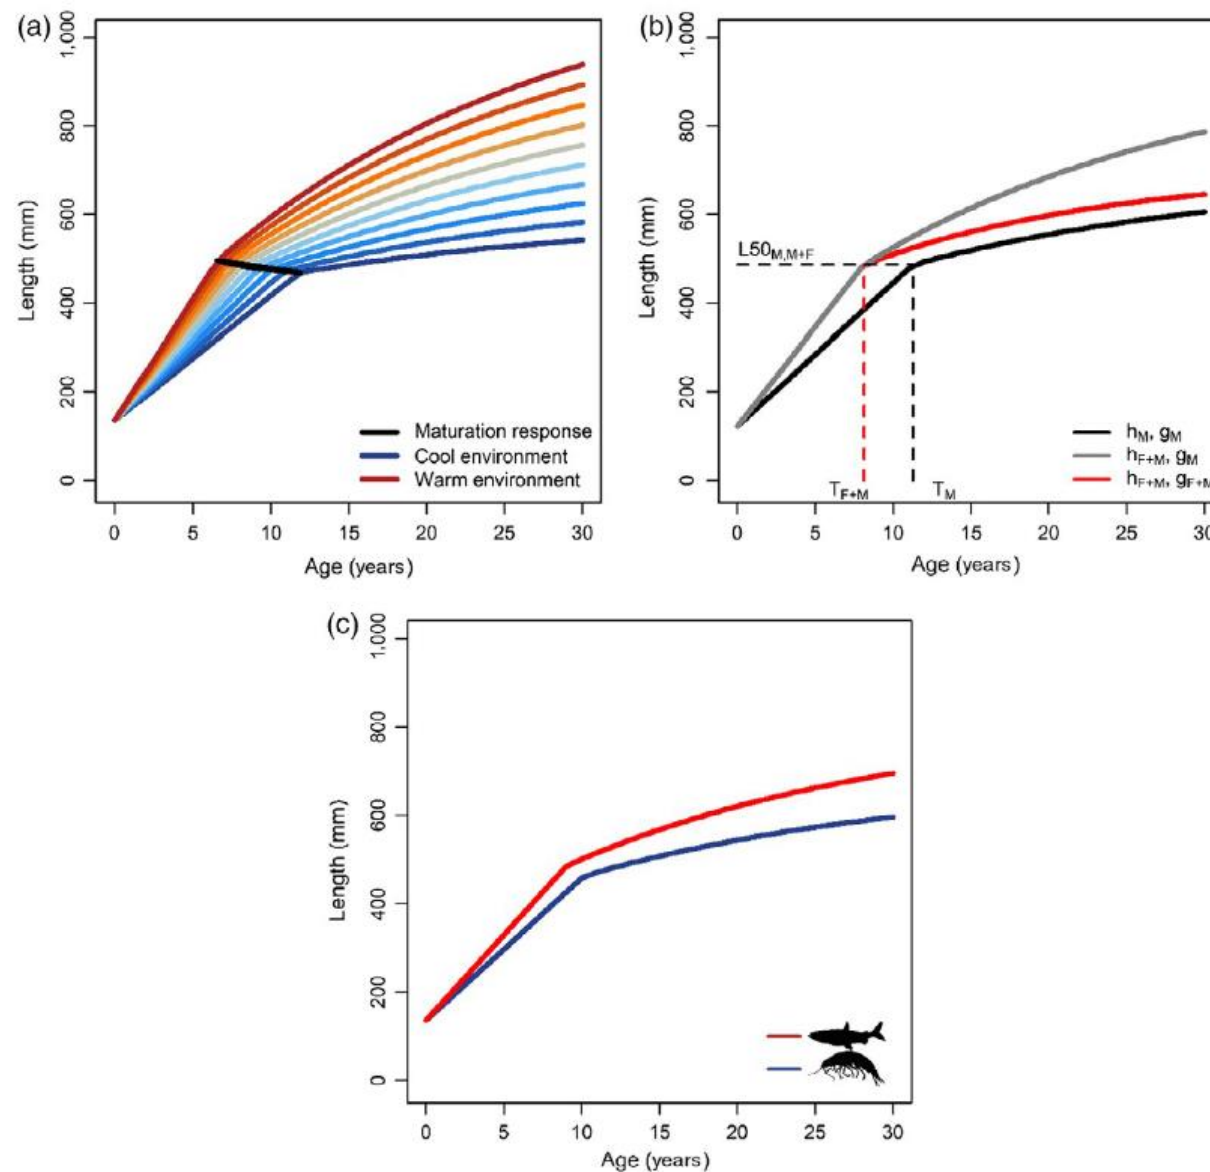 (a)
1,000
800
600
400
200
0
Length (mm)
Maturation response
Cool environment
Warm environment
0 5 10 15 20 25 30
Age (years)
(b)
1,000
800
600
400
200
0
Length (mm)
L50M,M+F
TF+M TM
hM, gM
hF+M, gM
hF+M, gF+M
0 5 10 15 20 25 30
Age (years)
(c)
1,000
800
600
400
200
0
Length (mm)
0 5 10 15 20 25 30
Age (years)